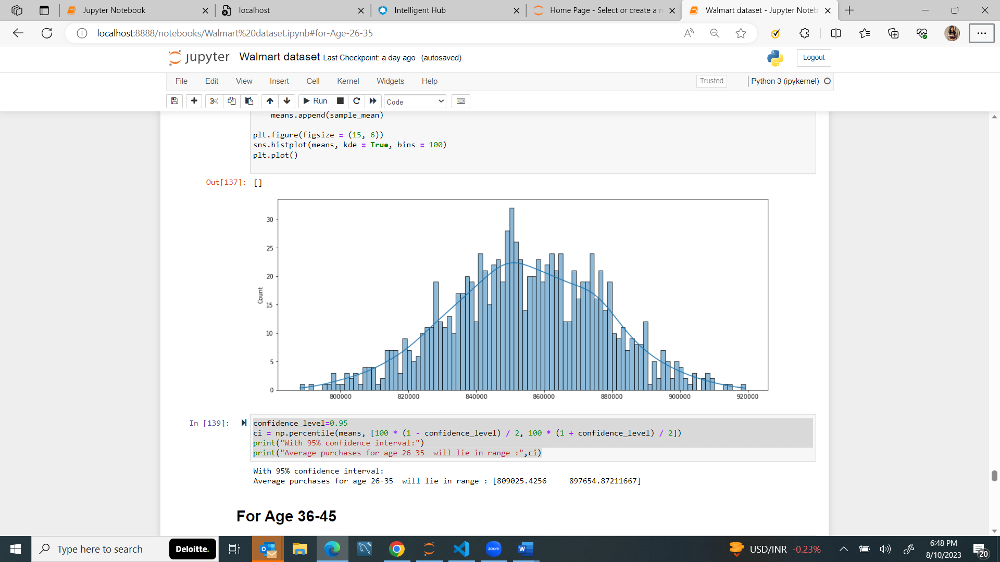 Jupyter Notebook
localhost
Intelligent Hub
Home Page - Select or create a n
Walmart dataset - Jupyter Noteb
localhost:8888/notebooks/Walmart%20dataset.ipynb#for-Age-26-35
jupyter Walmart dataset Last Checkpoint: a day ago (autosaved)
Logout
File Edit View Insert Cell Kernel Widgets Help
Trusted
Python 3 (ipykernel)
Run
Code
means.append(sample_mean)
plt.figure(figsize = (15, 6))
sns.histplot(means, kde = True, bins = 100)
plt.plot()
Out[137]: []
30
25
20
15
10
5
0
Count
800000 820000 840000 860000 880000 900000 920000
In [139]:
confidence_level=0.95
ci = np.percentile(means, [100 * (1 - confidence_level) / 2, 100 * (1 + confidence_level) / 2])
print("With 95% confidence interval:")
print("Average purchases for age 26-35  will lie in range :",ci)
With 95% confidence interval:
Average purchases for age 26-35  will lie in range : [809025.4256     897654.87211667]
For Age 36-45
Type here to search
Deloitte.
zoom
USD/INR -0.23%
6:48 PM
8/10/2023
20